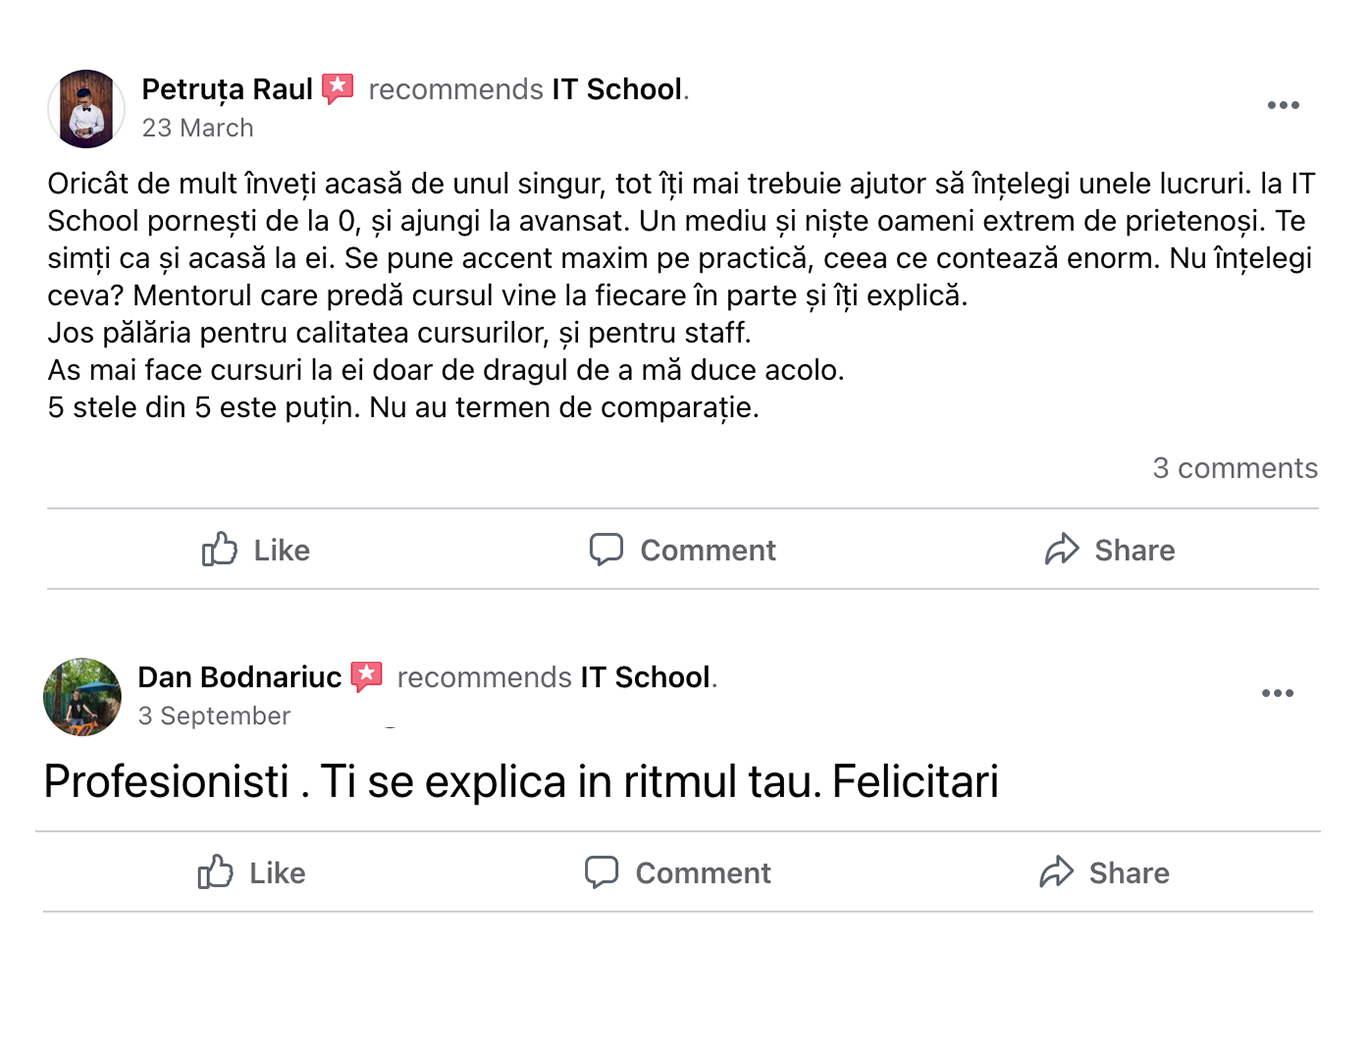 Petruța Raul recommends IT School.
23 March
Oricât de mult înveți acasă de unul singur, tot îți mai trebuie ajutor să înțelegi unele lucruri. la IT
School pornești de la 0, și ajungi la avansat. Un mediu și niște oameni extrem de prietenoși. Te
simți ca și acasă la ei. Se pune accent maxim pe practică, ceea ce contează enorm. Nu înțelegi
ceva? Mentorul care predă cursul vine la fiecare în parte și îți explică.
Jos pălăria pentru calitatea cursurilor, și pentru staff.
As mai face cursuri la ei doar de dragul de a mă duce acolo.
5 stele din 5 este puțin. Nu au termen de comparație.
3 comments
Like Comment Share
Dan Bodnariuc recommends IT School.
3 September
Profesionisti . Ti se explica in ritmul tau. Felicitari
Like Comment Share